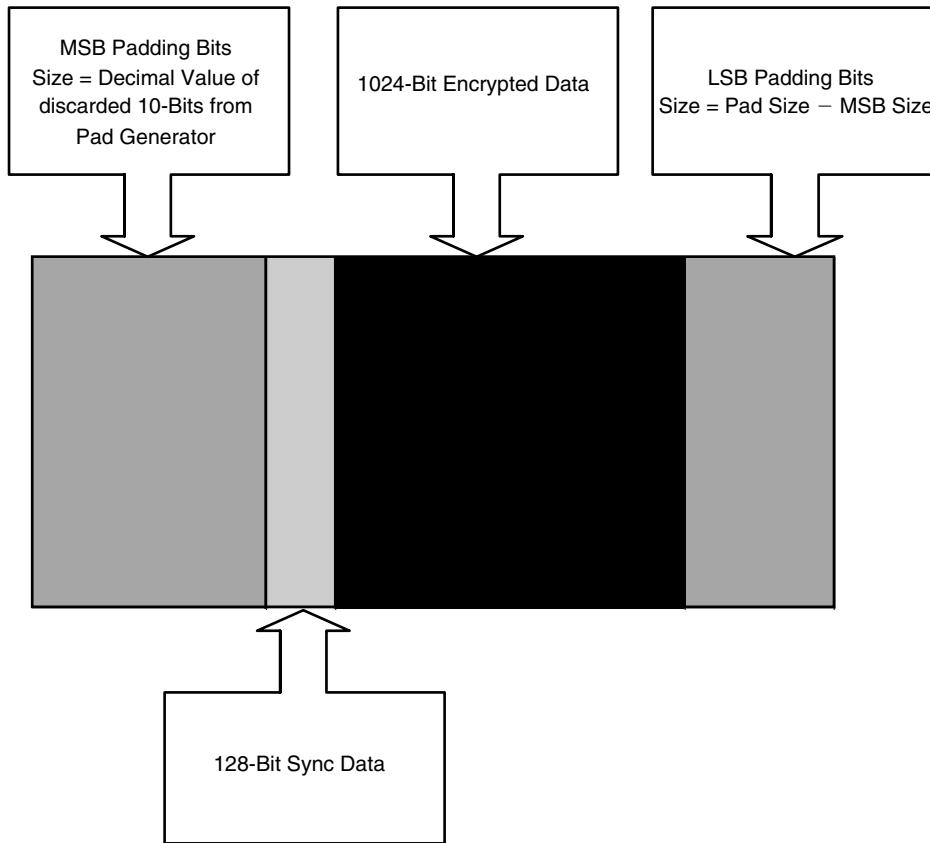 MSB Padding Bits
Size = Decimal Value of
discarded 10-Bits from
Pad Generator
1024-Bit Encrypted Data
LSB Padding Bits
Size = Pad Size − MSB Size
128-Bit Sync Data